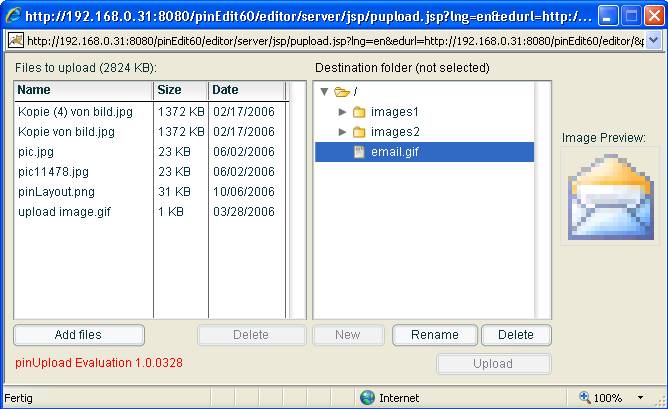 http://192.168.0.31:8080/pinEdit60/editor/server/jsp/pupload.jsp?lng=en&edurl=http:/...
http://192.168.0.31:8080/pinEdit60/editor/server/jsp/pupload.jsp?lng=en&edurl=http://192.168.0.31:8080/pinEdit60/editor/&p
Files to upload (2824 KB):
Destination folder (not selected)
Name Size Date
Kopie (4) von bild.jpg 1372 KB 02/17/2006
Kopie von bild.jpg 1372 KB 02/17/2006
pic.jpg 23 KB 06/02/2006
pic11478.jpg 23 KB 06/02/2006
pinLayout.png 31 KB 10/06/2006
upload image.gif 1 KB 03/28/2006
/
images1
images2
email.gif
Image Preview:
Add files
Delete
New
Rename
Delete
pinUpload Evaluation 1.0.0328
Upload
Fertig
Internet
100%